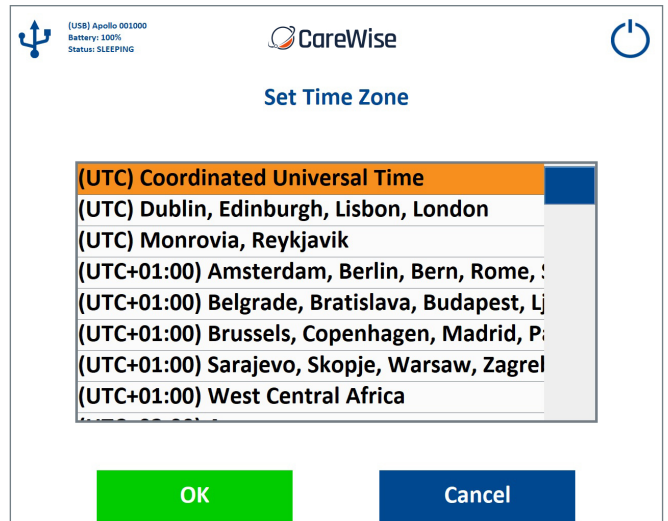 (USB) Apollo 001000
Battery: 100%
Status: SLEEPING
CareWise
Set Time Zone
(UTC) Coordinated Universal Time
(UTC) Dublin, Edinburgh, Lisbon, London
(UTC) Monrovia, Reykjavik
(UTC+01:00) Amsterdam, Berlin, Bern, Rome,
(UTC+01:00) Belgrade, Bratislava, Budapest,
(UTC+01:00) Brussels, Copenhagen, Madrid,
(UTC+01:00) Sarajevo, Skopje, Warsaw,
(UTC+01:00) West Central Africa
OK
Cancel